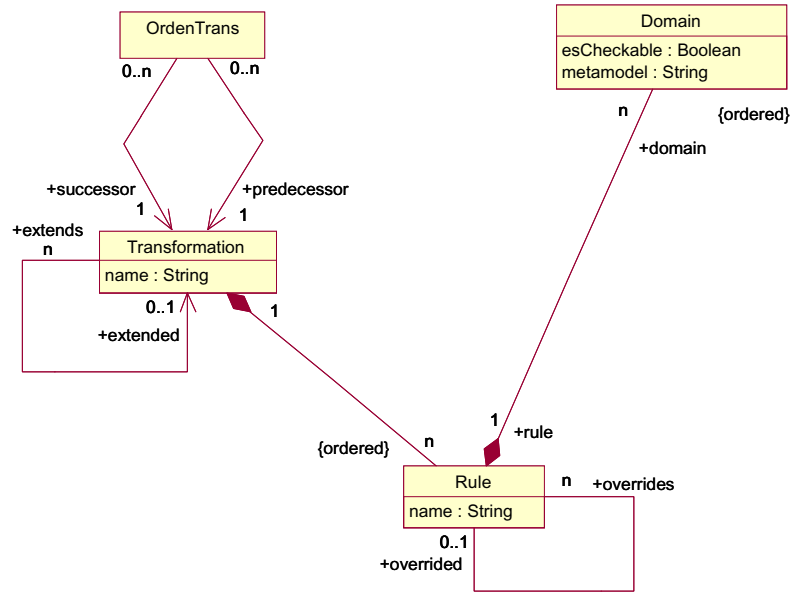 OrdenTrans
Domain
esCheckable : Boolean
metamodel : String
0..n
0..n
n
{ordered}
+domain
+successor
+predecessor
1
1
+extends
n
Transformation
name : String
0..1
1
+extended
1
+rule
{ordered}
n
Rule
name : String
n
+overrides
0..1
+overrided